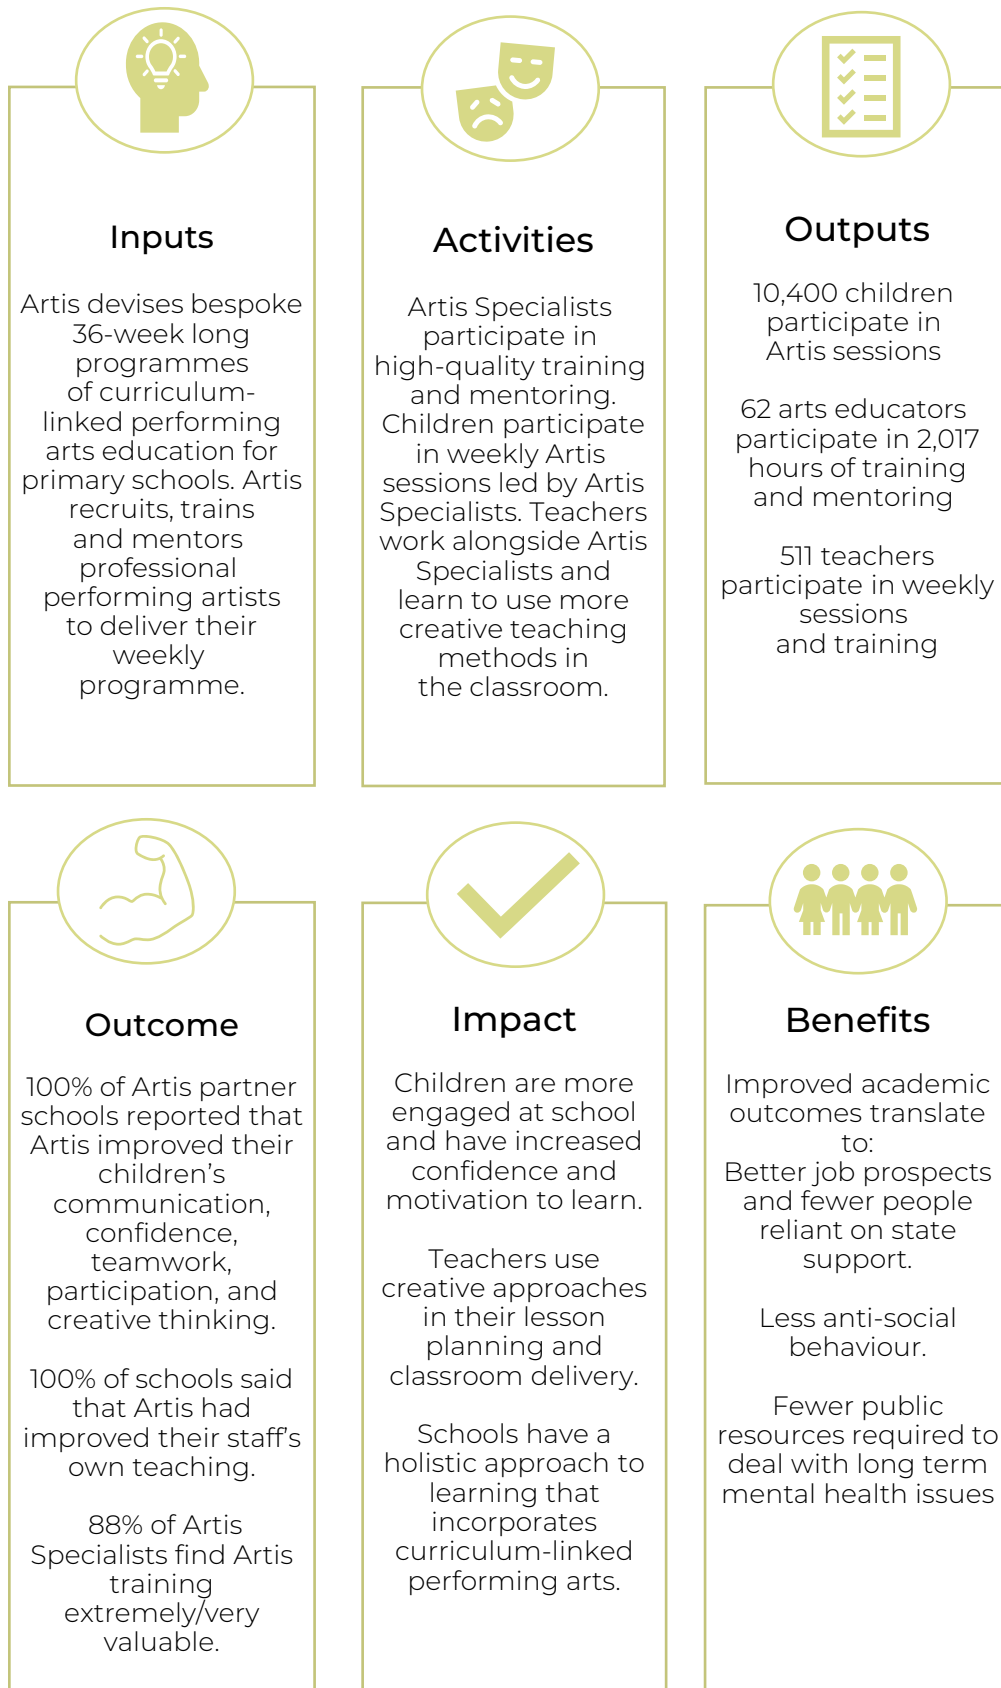 Inputs
Artis devises bespoke
36-week long
programmes
of curriculum-
linked performing
arts education for
primary schools. Artis
recruits, trains
and mentors
professional
performing artists
to deliver their
weekly
programme.
Activities
Artis Specialists
participate in
high-quality training
and mentoring.
Children participate
in weekly Artis
sessions led by Artis
Specialists. Teachers
work alongside Artis
Specialists and
learn to use more
creative teaching
methods in
the classroom.
Outputs
10,400 children
participate in
Artis sessions
62 arts educators
participate in 2,017
hours of training
and mentoring
511 teachers
participate in weekly
sessions
and training
Outcome
100% of Artis partner
schools reported that
Artis improved their
children’s
communication,
confidence,
teamwork,
participation, and
creative thinking.
100% of schools said
that Artis had
improved their staff’s
own teaching.
88% of Artis
Specialists find Artis
training
extremely/very
valuable.
Impact
Children are more
engaged at school
and have increased
confidence and
motivation to learn.
Teachers use
creative approaches
in their lesson
planning and
classroom delivery.
Schools have a
holistic approach to
learning that
incorporates
curriculum-linked
performing arts.
Benefits
Improved academic
outcomes translate
to:
Better job prospects
and fewer people
reliant on state
support.
Less anti-social
behaviour.
Fewer public
resources required to
deal with long term
mental health issues